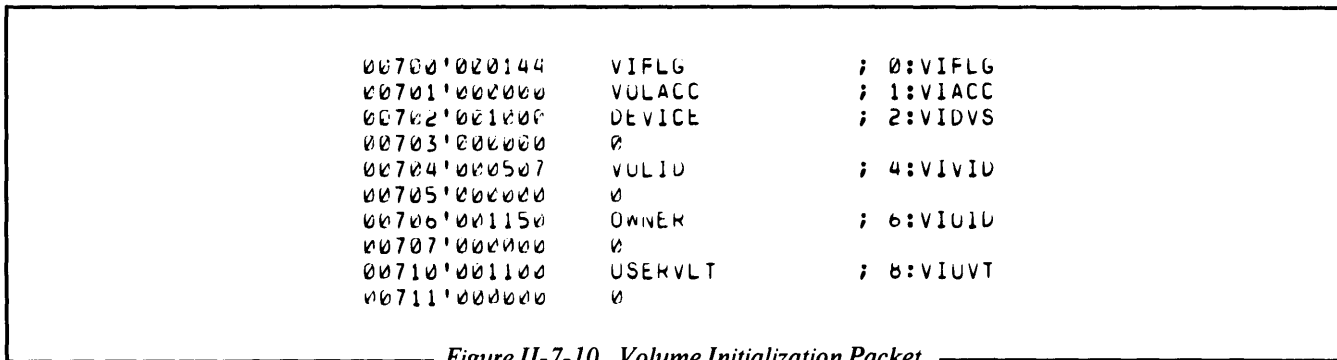 00700'000144 VIFLG ; 0:VIFLG
00701'000000 VOLACC ; 1:VIACC
00702'001000 DEVICE ; 2:VIDVS
00703'000000 0
00704'000507 VOLID ; 4:VIVID
00705'000000 0
00706'001150 OWNER ; 6:VIOID
00707'000000 0
00710'001100 USERVLT ; 8:VIUVT
00711'000000 0
Figure II-7-10 Volume Initialization Packet